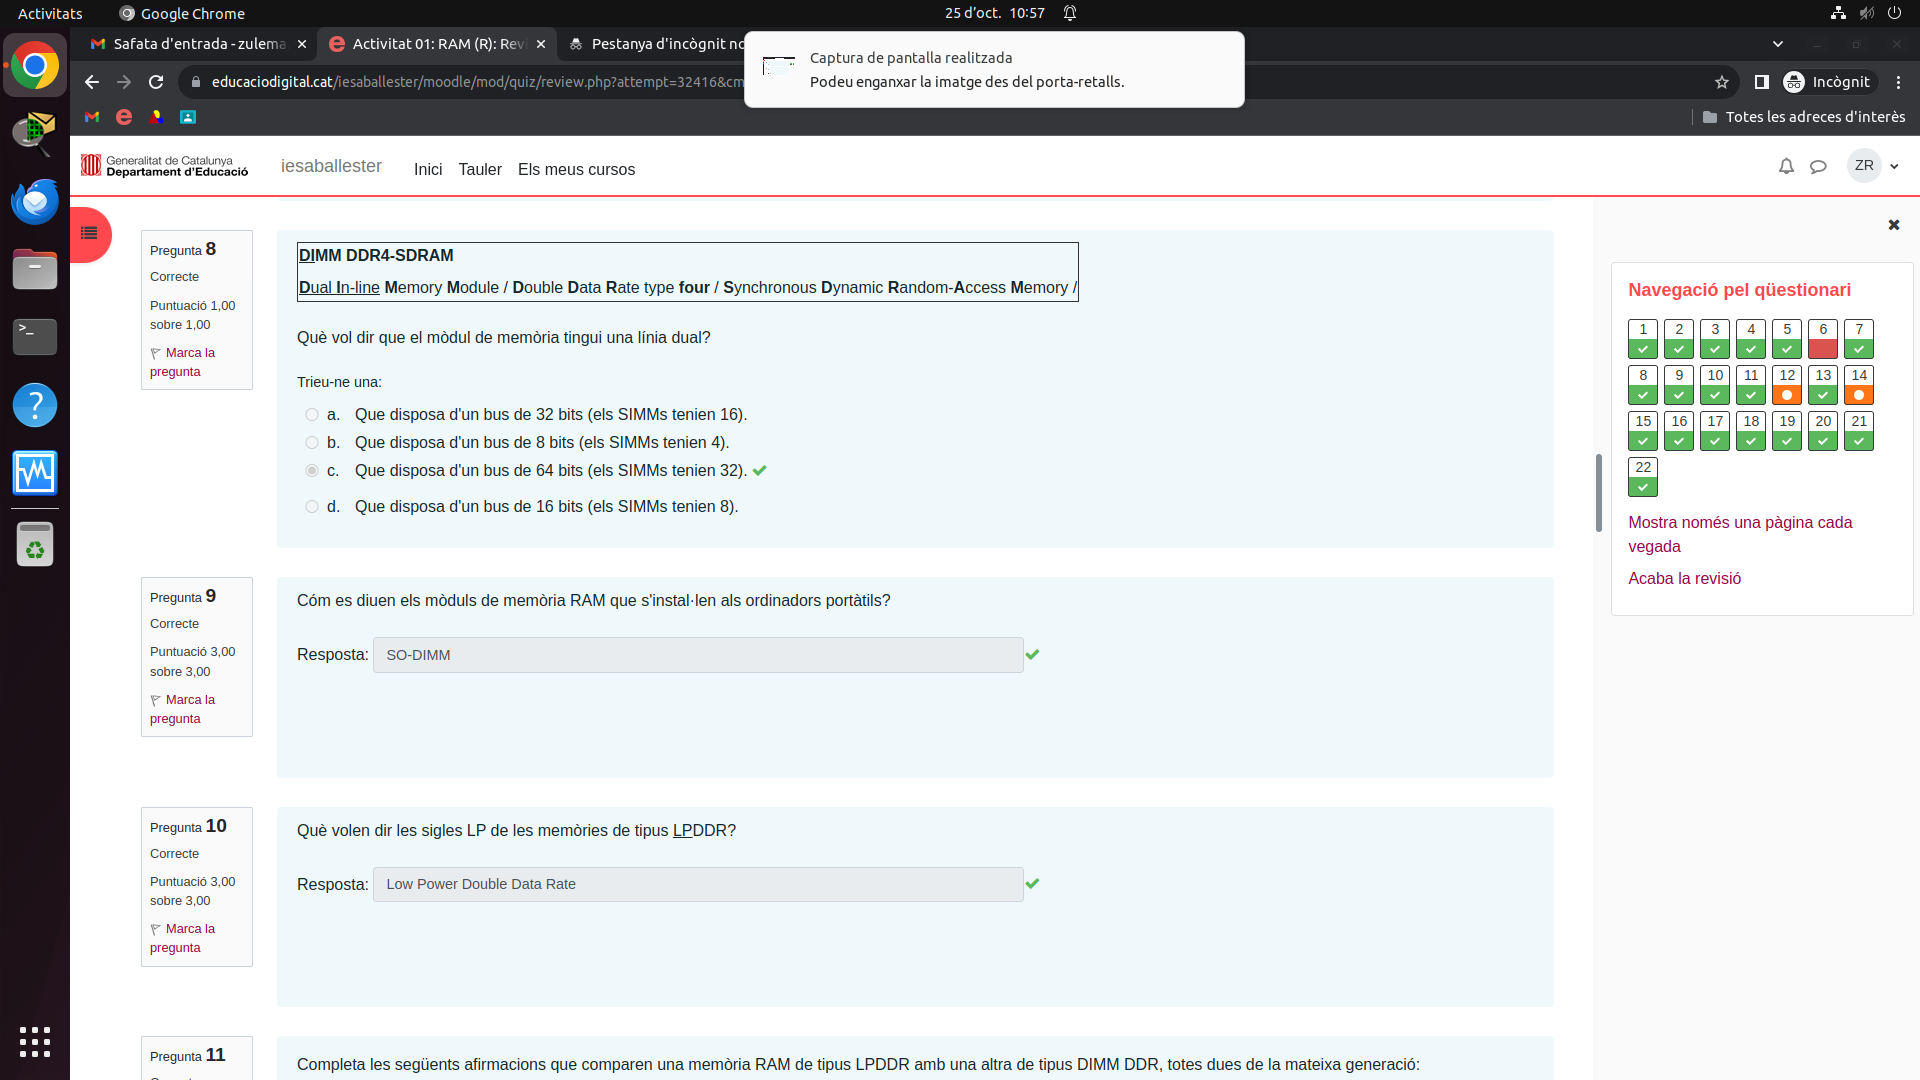 Activitats
Google Chrome
25 d'oct. 10:57
Safata d'entrada - zulema
Activitat 01: RAM (R): Rev
Pestanya d'incògnit no
Captura de pantalla realitzada
Podeu enganxar la imatge des del porta-retalls.
educaciodigital.cat/iesaballester/moodle/mod/quiz/review.php?attempt=32416&cm
Incògnit
Totes les adreces d'interès
Generalitat de Catalunya
Departament d'Educació
iesaballester
Inici
Tauler
Els meus cursos
ZR
Pregunta 8
Correcte
Puntuació 1,00
sobre 1,00
Marca la
pregunta
DIMM DDR4-SDRAM
Dual In-line Memory Module / Double Data Rate type four / Synchronous Dynamic Random-Access Memory /
Què vol dir que el mòdul de memòria tingui una línia dual?
Trieu-ne una:
a. Que disposa d'un bus de 32 bits (els SIMMs tenien 16).
b. Que disposa d'un bus de 8 bits (els SIMMs tenien 4).
c. Que disposa d'un bus de 64 bits (els SIMMs tenien 32).
d. Que disposa d'un bus de 16 bits (els SIMMs tenien 8).
Pregunta 9
Correcte
Puntuació 3,00
sobre 3,00
Marca la
pregunta
Cóm es diuen els mòduls de memòria RAM que s'instal·len als ordinadors portàtils?
Resposta: SO-DIMM
Pregunta 10
Correcte
Puntuació 3,00
sobre 3,00
Marca la
pregunta
Què volen dir les sigles LP de les memòries de tipus LPDDR?
Resposta: Low Power Double Data Rate
Pregunta 11
Completa les següents afirmacions que comparen una memòria RAM de tipus LPDDR amb una altra de tipus DIMM DDR, totes dues de la mateixa generació:
Navegació pel qüestionari
1 2 3 4 5 6 7
8 9 10 11 12 13 14
15 16 17 18 19 20 21
22
Mostra només una pàgina cada
vegada
Acaba la revisió